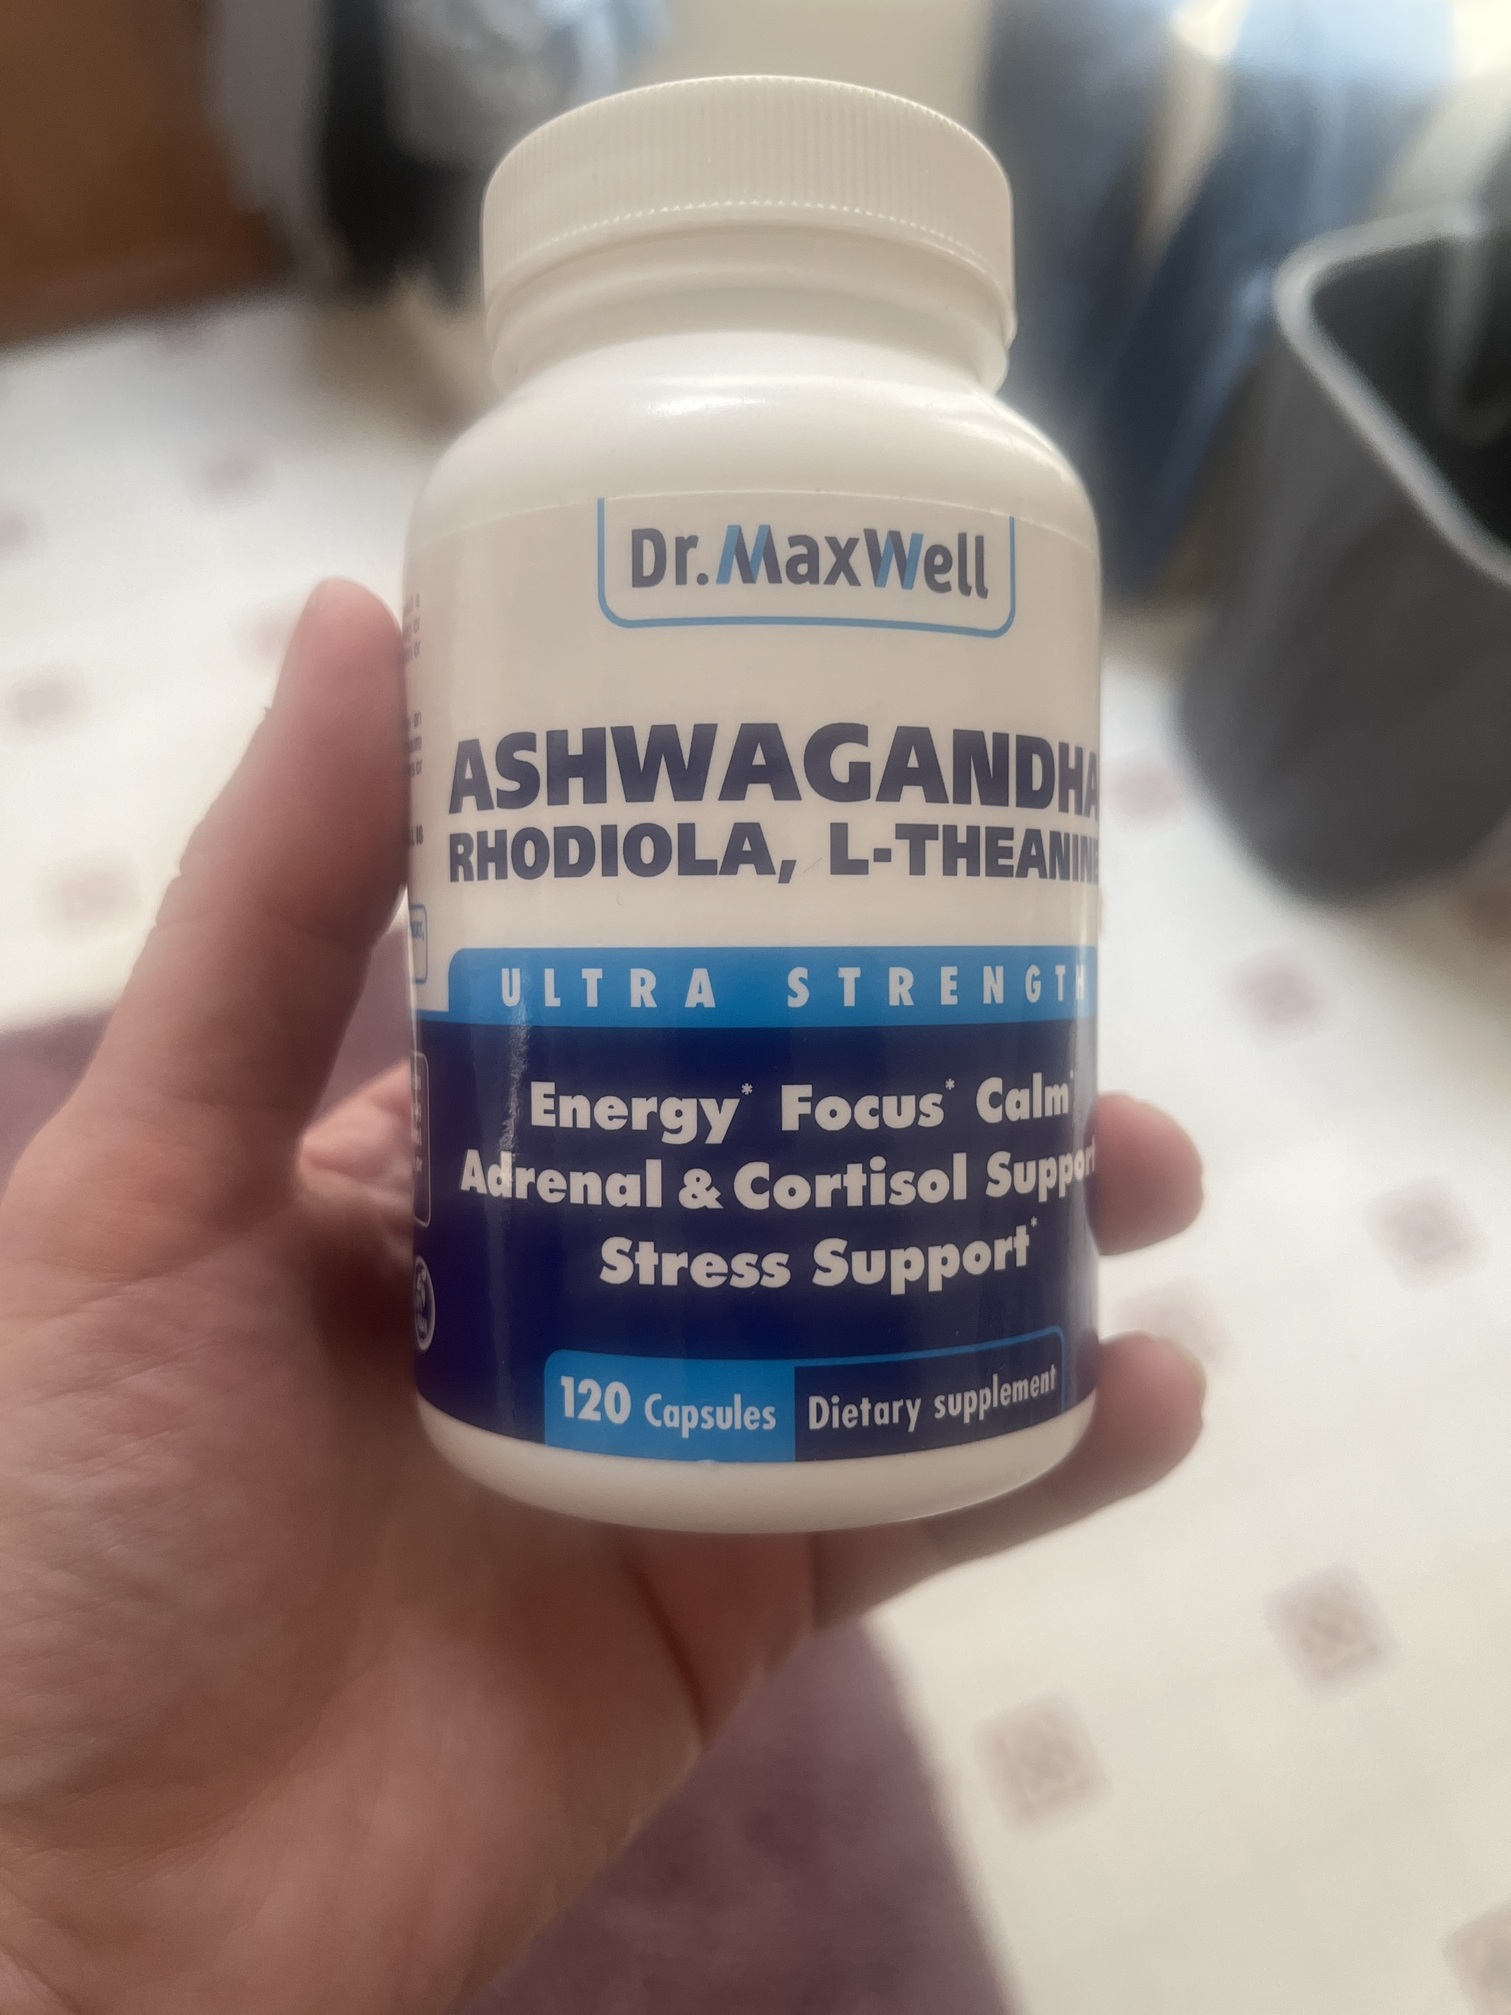 Dr.MaxWell
ASHWAGANDHA
RHODIOLA, L-THEANINE
ULTRA STRENGTH
Energy* Focus* Calm*
Adrenal & Cortisol Support
Stress Support*
120 Capsules Dietary supplement